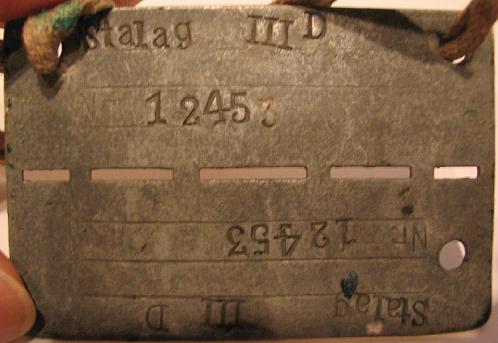 Stalag III D
Nr. 12453
Nr. 12453
Stalag III D